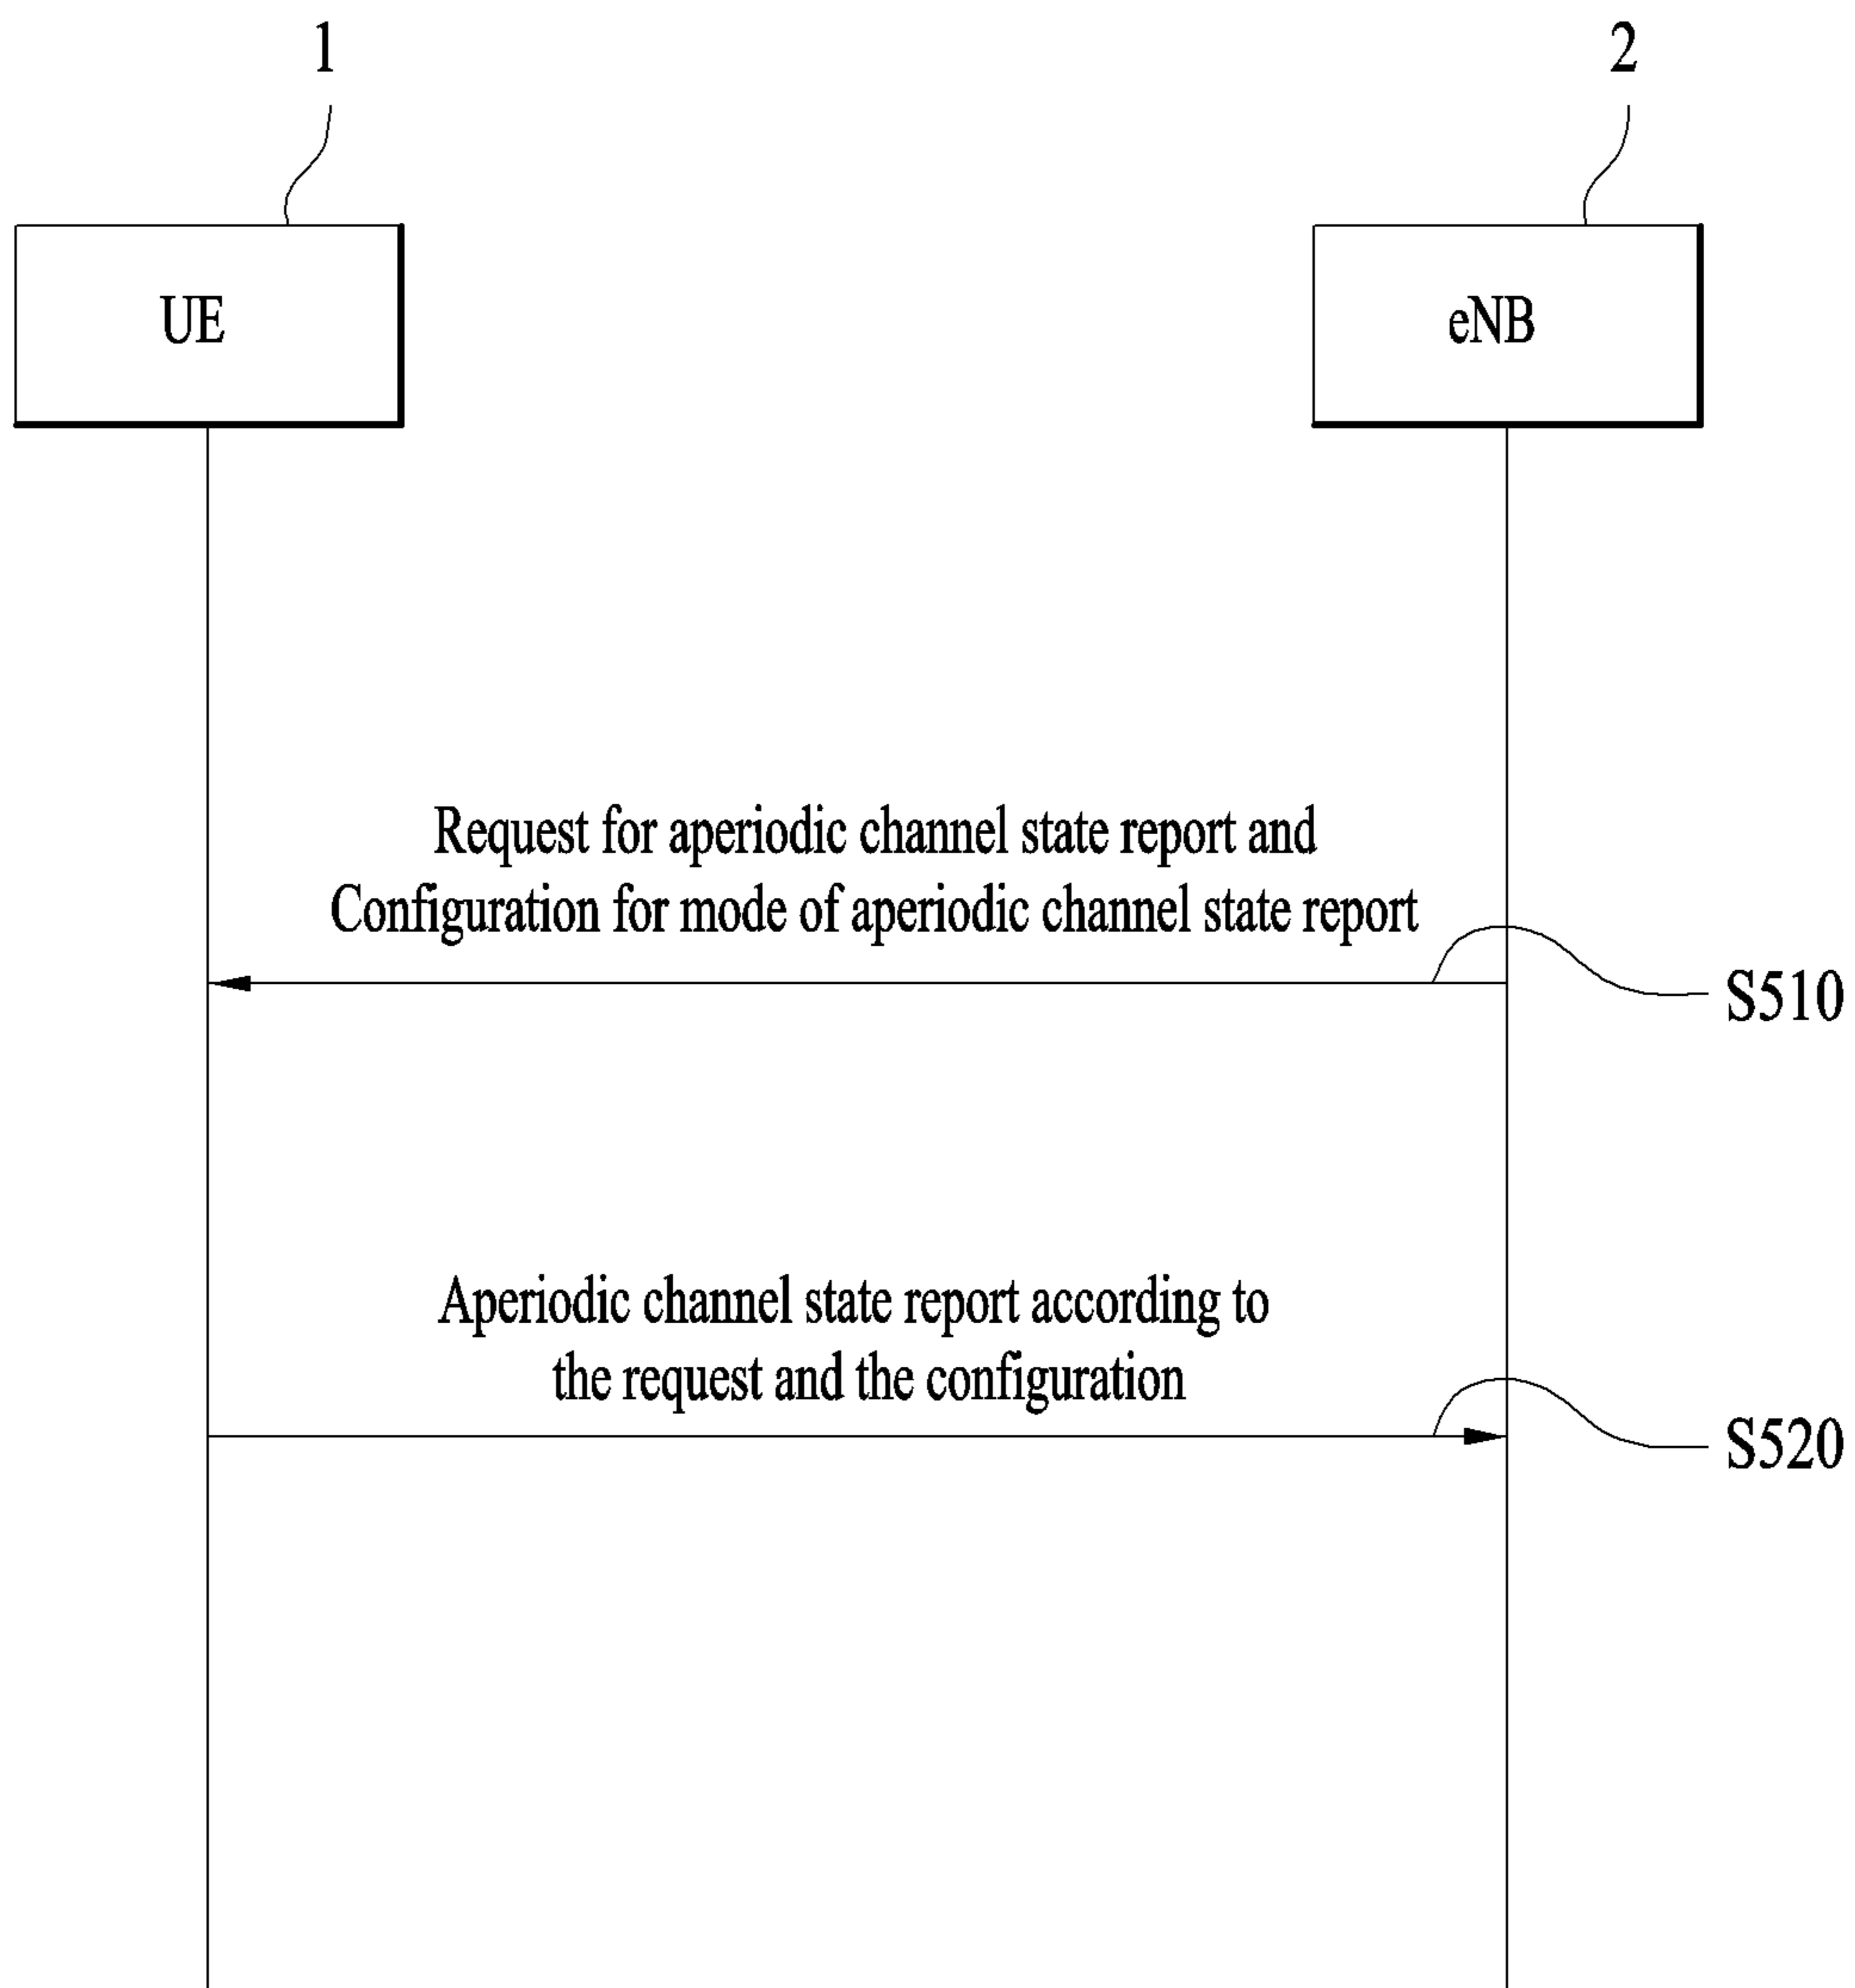 1
2
UE
eNB
Request for aperiodic channel state report and
Configuration for mode of aperiodic channel state report
S510
Aperiodic channel state report according to
the request and the configuration
S520